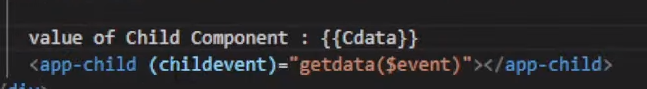 value of Child Component : {{Cdata}}
<app-child (childevent)="getdata($event)"></app-child>